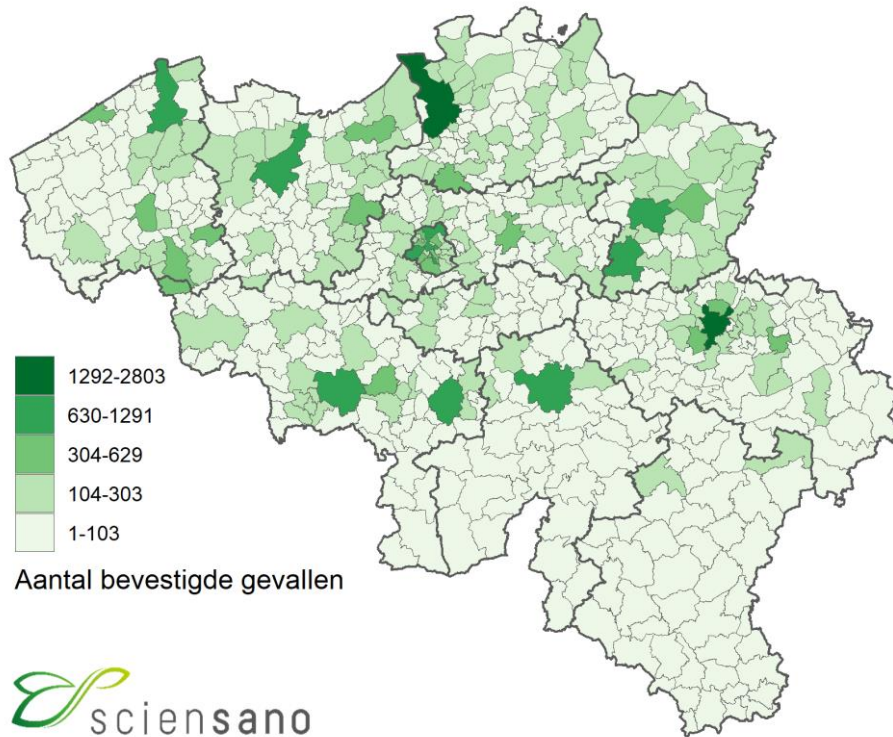 1292-2803
630-1291
304-629
104-303
1-103
Aantal bevestigde gevallen
sciensano